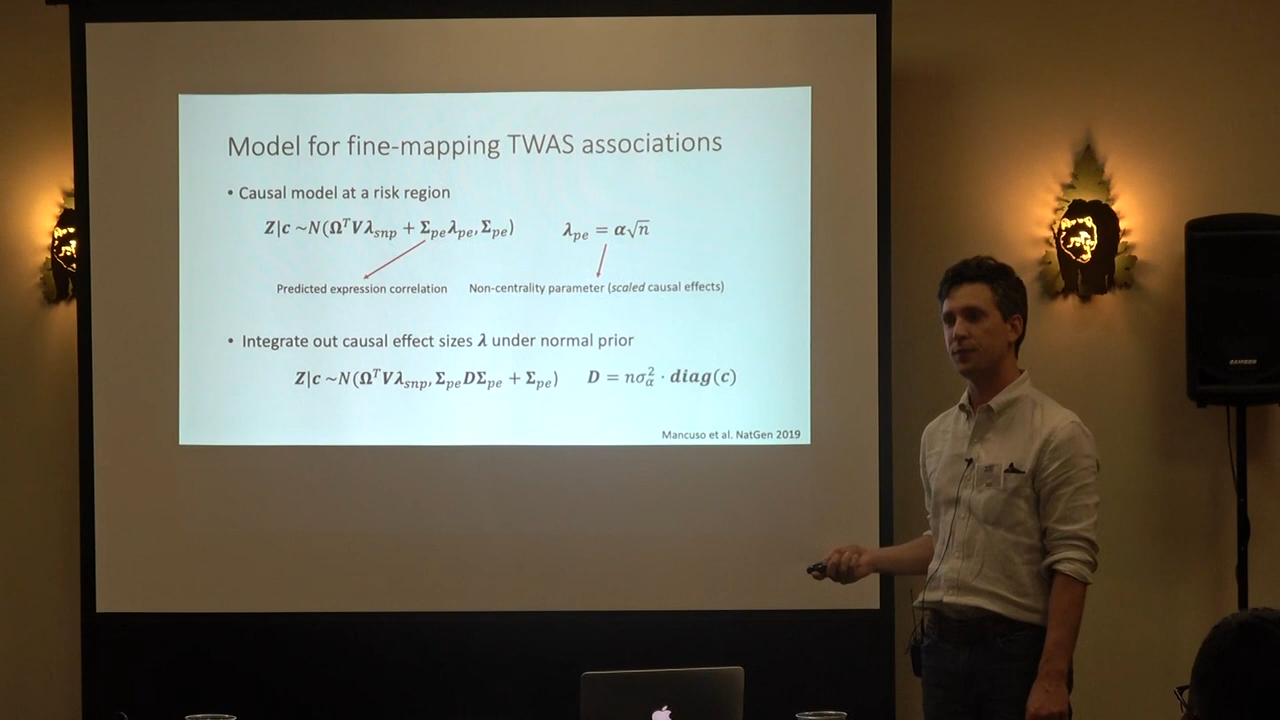 Model for fine-mapping TWAS associations
• Causal model at a risk region
Z|c ~N(Ω^T Vλ_snp + Σ_pe λ_pe, Σ_pe) λ_pe = α√n
Predicted expression correlation Non-centrality parameter (scaled causal effects)
• Integrate out causal effect sizes λ under normal prior
Z|c ~N(Ω^T Vλ_snp, Σ_pe DΣ_pe + Σ_pe) D = nσ_α^2 · diag(c)
Mancuso et al. NatGen 2019
SAMSON